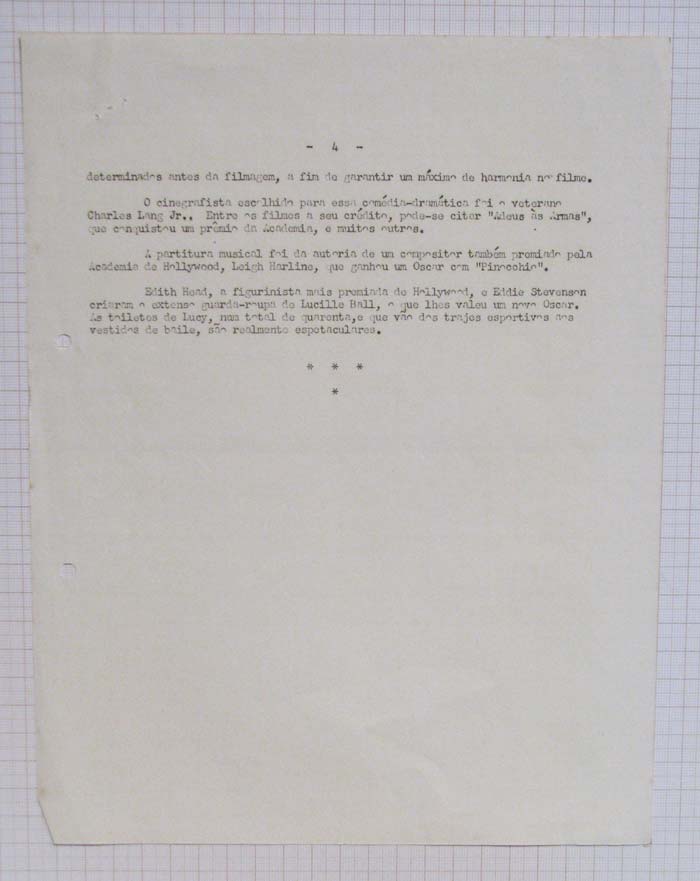 - 4 -
determinados antes da filmagem, a fim de garantir um máximo de harmonia no filme.
O cinegrafista escolhido para essa comédia-dramática foi o veterano
Charles Lang Jr.. Entre os filmes a seu crédito, pode-se citar "Adeus às Armas",
que conquistou um prêmio da Academia, e muitos outros.
A partitura musical foi da autoria de um compositor também premiado pela
Academia de Hollywood, Leigh Harline, que ganhou um Oscar com "Pinocchio".
Edith Head, a figurinista mais premiada de Hollywood, e Eddie Stevenson
criaram o extenso guarda-roupa de Lucille Ball, o que lhes valeu um novo Oscar.
As toiletes de Lucy, num total de quarenta,e que vão dos trajes esportivos aos
vestidos de baile, são realmente espetaculares.
* * *
*